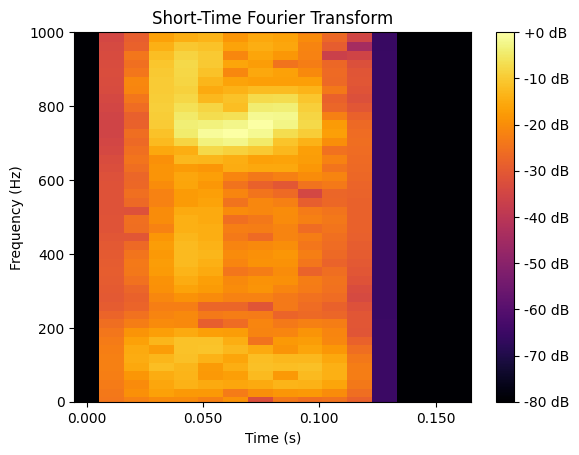 Short-Time Fourier Transform
1000
800
600
400
200
0
Frequency (Hz)
0.000
0.050
0.100
0.150
Time (s)
+0 dB
-10 dB
-20 dB
-30 dB
-40 dB
-50 dB
-60 dB
-70 dB
-80 dB